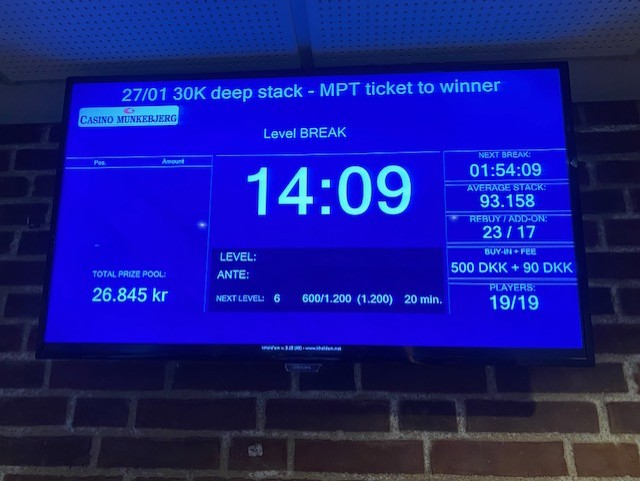 27/01 30K deep stack - MPT ticket to winner
CASINO MUNKEBJERG
Level BREAK
Pos. Amount
14:09
NEXT BREAK:
01:54:09
AVERAGE STACK:
93.158
REBUY / ADD-ON:
23 / 17
BUY-IN + FEE
500 DKK + 90 DKK
PLAYERS:
19/19
LEVEL:
ANTE:
NEXT LEVEL: 6 600/1.200 (1.200) 20 min.
TOTAL PRIZE POOL:
26.845 kr